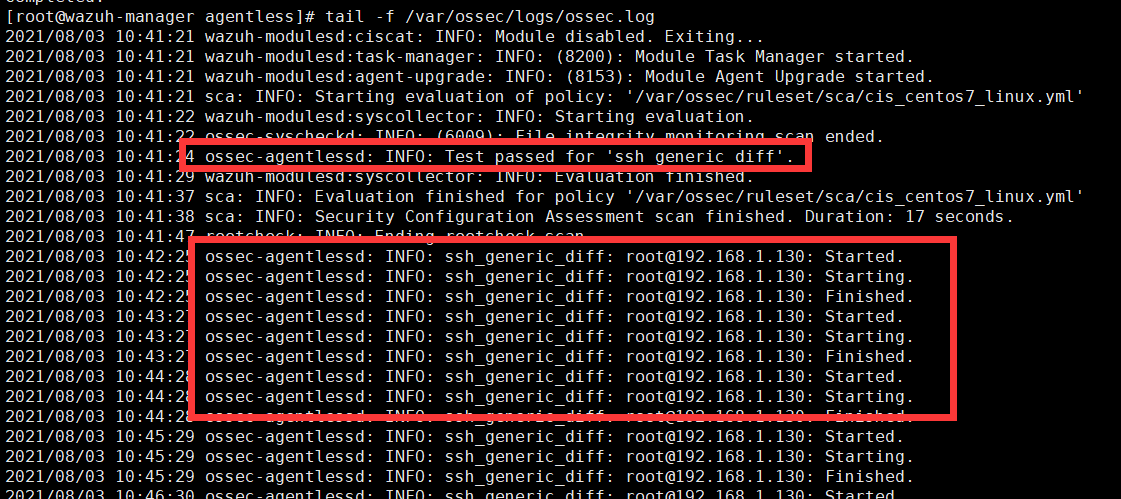 completed.
[root@wazuh-manager agentless]# tail -f /var/ossec/logs/ossec.log
2021/08/03 10:41:21 wazuh-modulesd:ciscat: INFO: Module disabled. Exiting...
2021/08/03 10:41:21 wazuh-modulesd:task-manager: INFO: (8200): Module Task Manager started.
2021/08/03 10:41:21 wazuh-modulesd:agent-upgrade: INFO: (8153): Module Agent Upgrade started.
2021/08/03 10:41:21 sca: INFO: Starting evaluation of policy: '/var/ossec/ruleset/sca/cis_centos7_linux.yml'
2021/08/03 10:41:22 wazuh-modulesd:syscollector: INFO: Starting evaluation.
2021/08/03 10:41:22 ossec-syscheckd: INFO: (6009): File integrity monitoring scan ended.
2021/08/03 10:41:24 ossec-agentlessd: INFO: Test passed for 'ssh_generic_diff'.
2021/08/03 10:41:29 wazuh-modulesd:syscollector: INFO: Evaluation finished.
2021/08/03 10:41:37 sca: INFO: Evaluation finished for policy '/var/ossec/ruleset/sca/cis_centos7_linux.yml'
2021/08/03 10:41:38 sca: INFO: Security Configuration Assessment scan finished. Duration: 17 seconds.
2021/08/03 10:41:47 rootcheck: INFO: Ending rootcheck scan.
2021/08/03 10:42:25 ossec-agentlessd: INFO: ssh_generic_diff: root@192.168.1.130: Started.
2021/08/03 10:42:25 ossec-agentlessd: INFO: ssh_generic_diff: root@192.168.1.130: Starting.
2021/08/03 10:42:25 ossec-agentlessd: INFO: ssh_generic_diff: root@192.168.1.130: Finished.
2021/08/03 10:43:27 ossec-agentlessd: INFO: ssh_generic_diff: root@192.168.1.130: Started.
2021/08/03 10:43:27 ossec-agentlessd: INFO: ssh_generic_diff: root@192.168.1.130: Starting.
2021/08/03 10:43:27 ossec-agentlessd: INFO: ssh_generic_diff: root@192.168.1.130: Finished.
2021/08/03 10:44:28 ossec-agentlessd: INFO: ssh_generic_diff: root@192.168.1.130: Started.
2021/08/03 10:44:28 ossec-agentlessd: INFO: ssh_generic_diff: root@192.168.1.130: Starting.
2021/08/03 10:44:28 ossec-agentlessd: INFO: ssh_generic_diff: root@192.168.1.130: Finished.
2021/08/03 10:45:29 ossec-agentlessd: INFO: ssh_generic_diff: root@192.168.1.130: Started.
2021/08/03 10:45:29 ossec-agentlessd: INFO: ssh_generic_diff: root@192.168.1.130: Starting.
2021/08/03 10:45:29 ossec-agentlessd: INFO: ssh_generic_diff: root@192.168.1.130: Finished.
2021/08/03 10:46:30 ossec-agentlessd: INFO: ssh_generic_diff: root@192.168.1.130: Started.